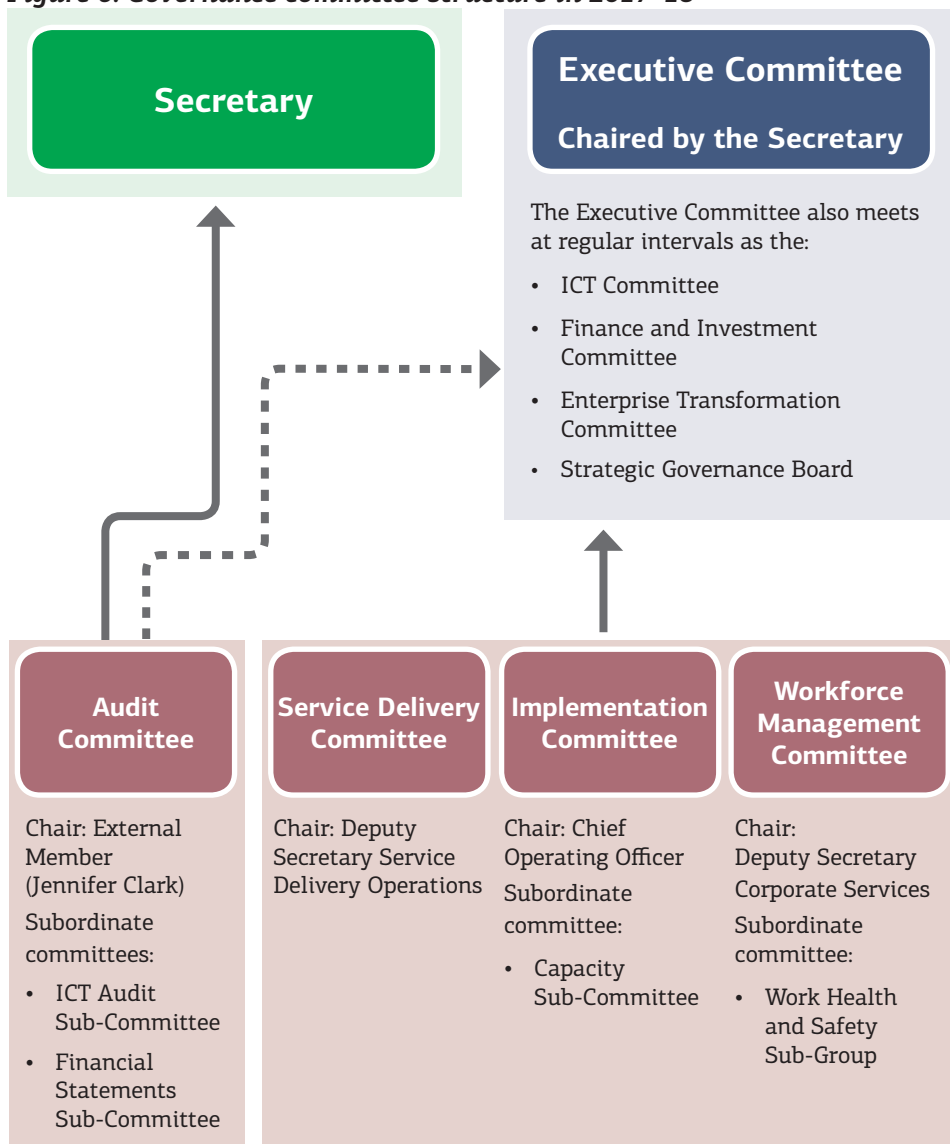 Secretary
Executive Committee
Chaired by the Secretary
The Executive Committee also meets
at regular intervals as the:
• ICT Committee
• Finance and Investment
Committee
• Enterprise Transformation
Committee
• Strategic Governance Board
Audit
Committee
Chair: External
Member
(Jennifer Clark)
Subordinate
committees:
• ICT Audit
Sub-Committee
• Financial
Statements
Sub-Committee
Service Delivery
Committee
Chair: Deputy
Secretary Service
Delivery Operations
Implementation
Committee
Chair: Chief
Operating Officer
Subordinate
committee:
• Capacity
Sub-Committee
Workforce
Management
Committee
Chair:
Deputy Secretary
Corporate Services
Subordinate
committee:
• Work Health
and Safety
Sub-Group